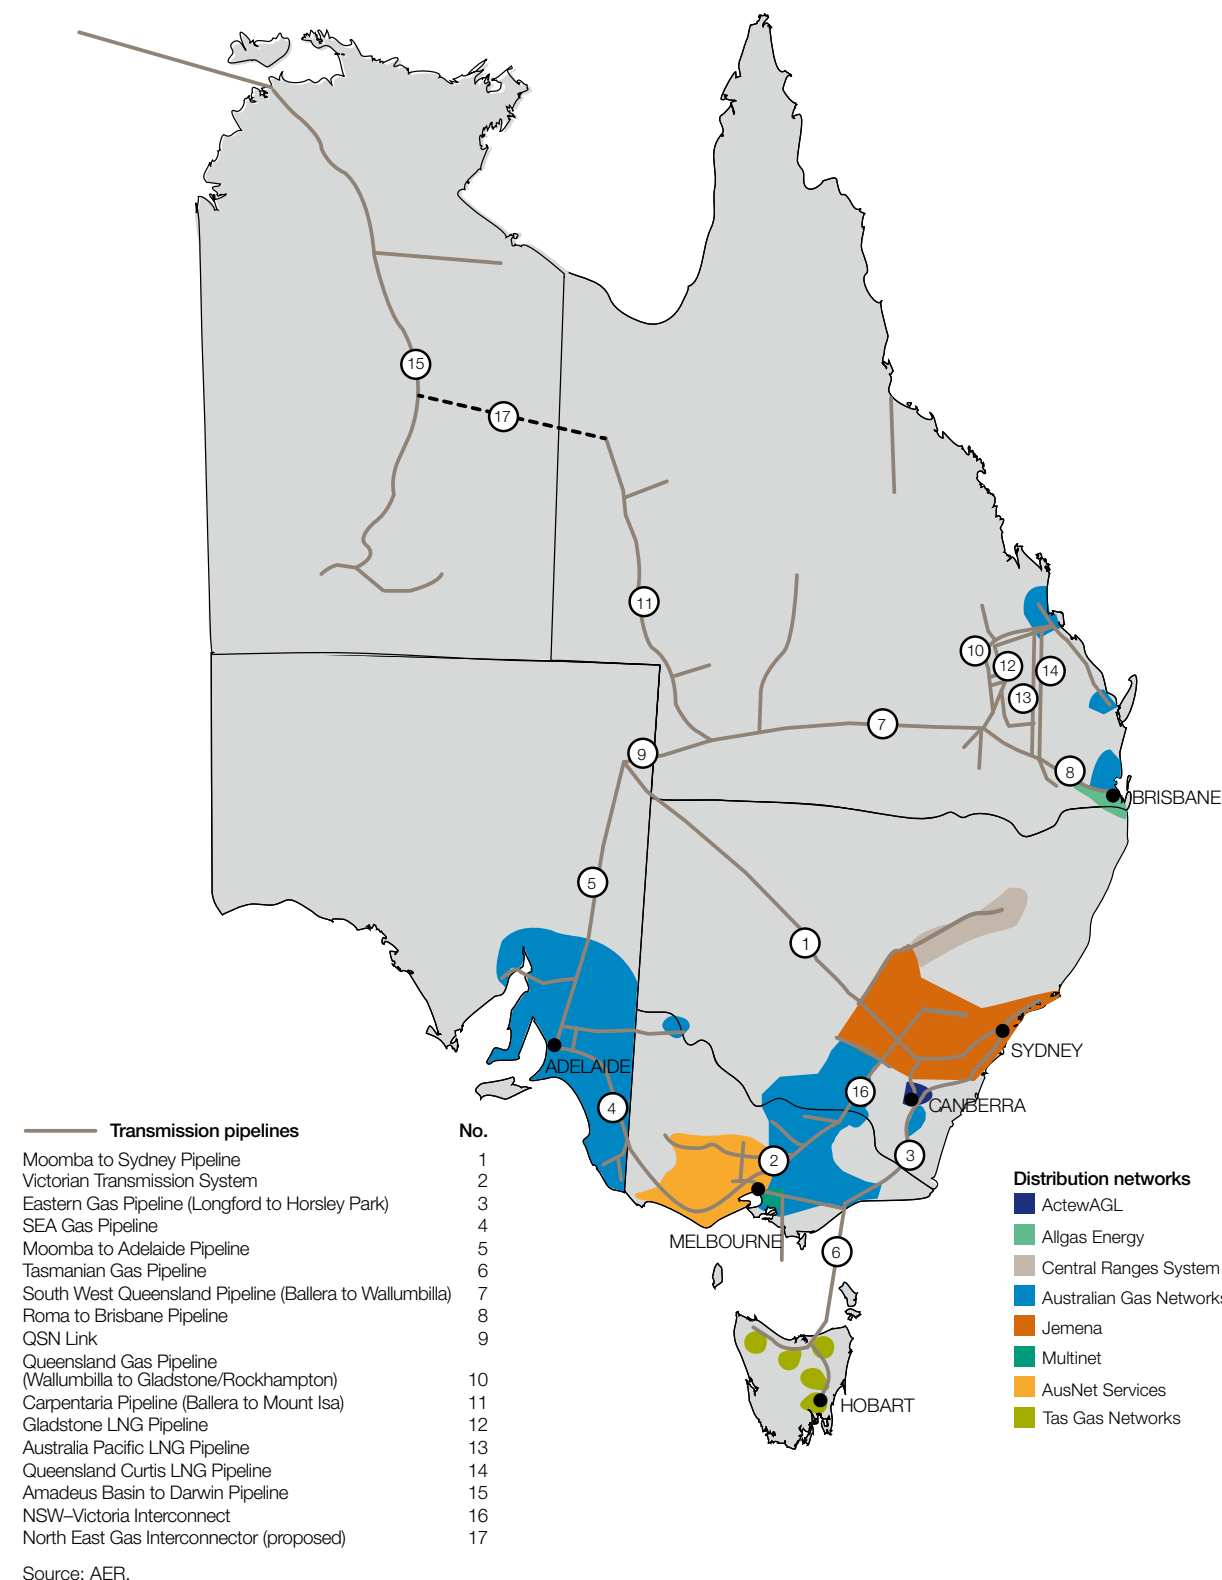 15
17
11
10
12
14
13
7
9
8
BRISBANE
5
1
SYDNEY
ADELAIDE
16
CANBERRA
4
3
2
MELBOURNE
6
HOBART
Transmission pipelines No.
Moomba to Sydney Pipeline 1
Victorian Transmission System 2
Eastern Gas Pipeline (Longford to Horsley Park) 3
SEA Gas Pipeline 4
Moomba to Adelaide Pipeline 5
Tasmanian Gas Pipeline 6
South West Queensland Pipeline (Ballera to Wallumbilla) 7
Roma to Brisbane Pipeline 8
QSN Link 9
Queensland Gas Pipeline
(Wallumbilla to Gladstone/Rockhampton) 10
Carpentaria Pipeline (Ballera to Mount Isa) 11
Gladstone LNG Pipeline 12
Australia Pacific LNG Pipeline 13
Queensland Curtis LNG Pipeline 14
Amadeus Basin to Darwin Pipeline 15
NSW–Victoria Interconnect 16
North East Gas Interconnector (proposed) 17
Source: AER.
Distribution networks
ActewAGL
Allgas Energy
Central Ranges System
Australian Gas Networks
Jemena
Multinet
AusNet Services
Tas Gas Networks